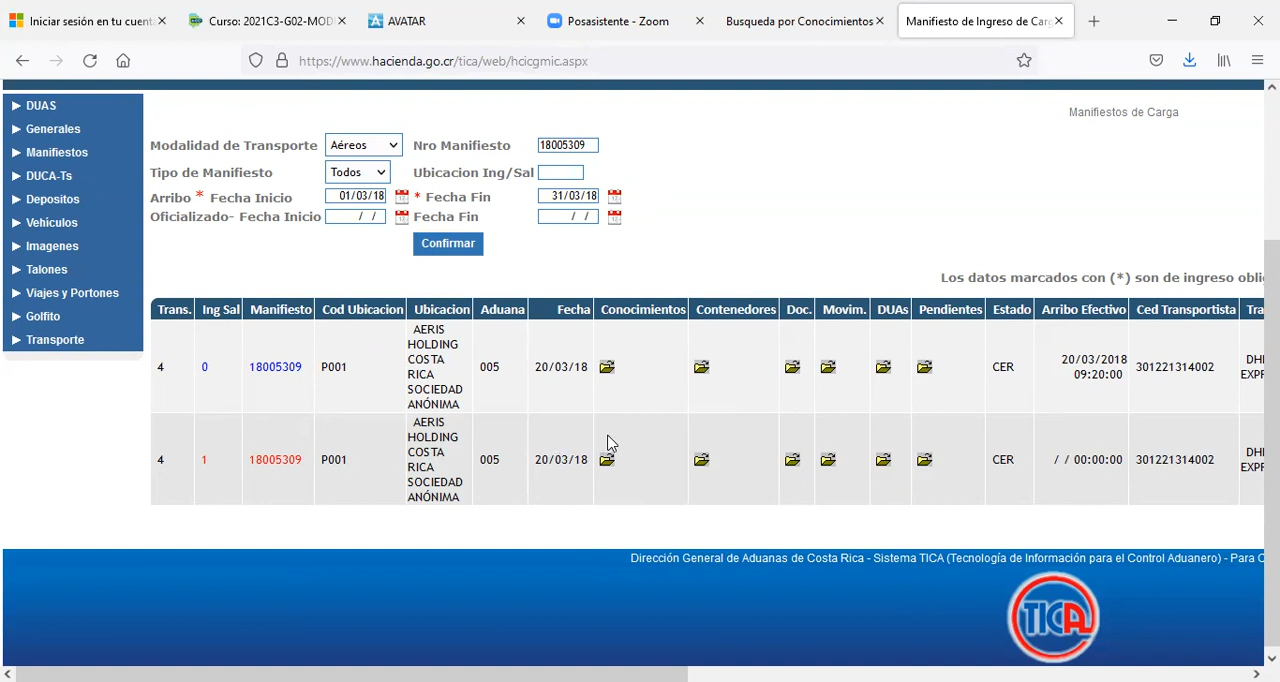 Iniciar sesión en tu cuenta
Curso: 2021C3-G02-MOD
AVATAR
Posasistente - Zoom
Busqueda por Conocimientos
Manifiesto de Ingreso de Carg
https://www.hacienda.go.cr/tica/web/hcicgmic.aspx
DUAS
Generales
Manifiestos
DUCA-Ts
Depositos
Vehículos
Imagenes
Talones
Viajes y Portones
Golfito
Transporte
Manifiestos de Carga
Modalidad de Transporte Aéreos Nro Manifiesto 18005309
Tipo de Manifiesto Todos Ubicacion Ing/Sal
Arribo * Fecha Inicio 01/03/18 * Fecha Fin 31/03/18
Oficializado- Fecha Inicio / / Fecha Fin / /
Confirmar
Los datos marcados con (*) son de ingreso obli
Trans. Ing Sal Manifiesto Cod Ubicacion Ubicacion Aduana Fecha Conocimientos Contenedores Doc. Movim. DUAs Pendientes Estado Arribo Efectivo Ced Transportista Tra
4 0 18005309 P001 AERIS HOLDING COSTA RICA SOCIEDAD ANÓNIMA 005 20/03/18 CER 20/03/2018 09:20:00 301221314002 DH EXPR
4 1 18005309 P001 AERIS HOLDING COSTA RICA SOCIEDAD ANÓNIMA 005 20/03/18 CER / / 00:00:00 301221314002 DH EXPR
Dirección General de Aduanas de Costa Rica - Sistema TICA (Tecnología de Información para el Control Aduanero) - Para C
TICA